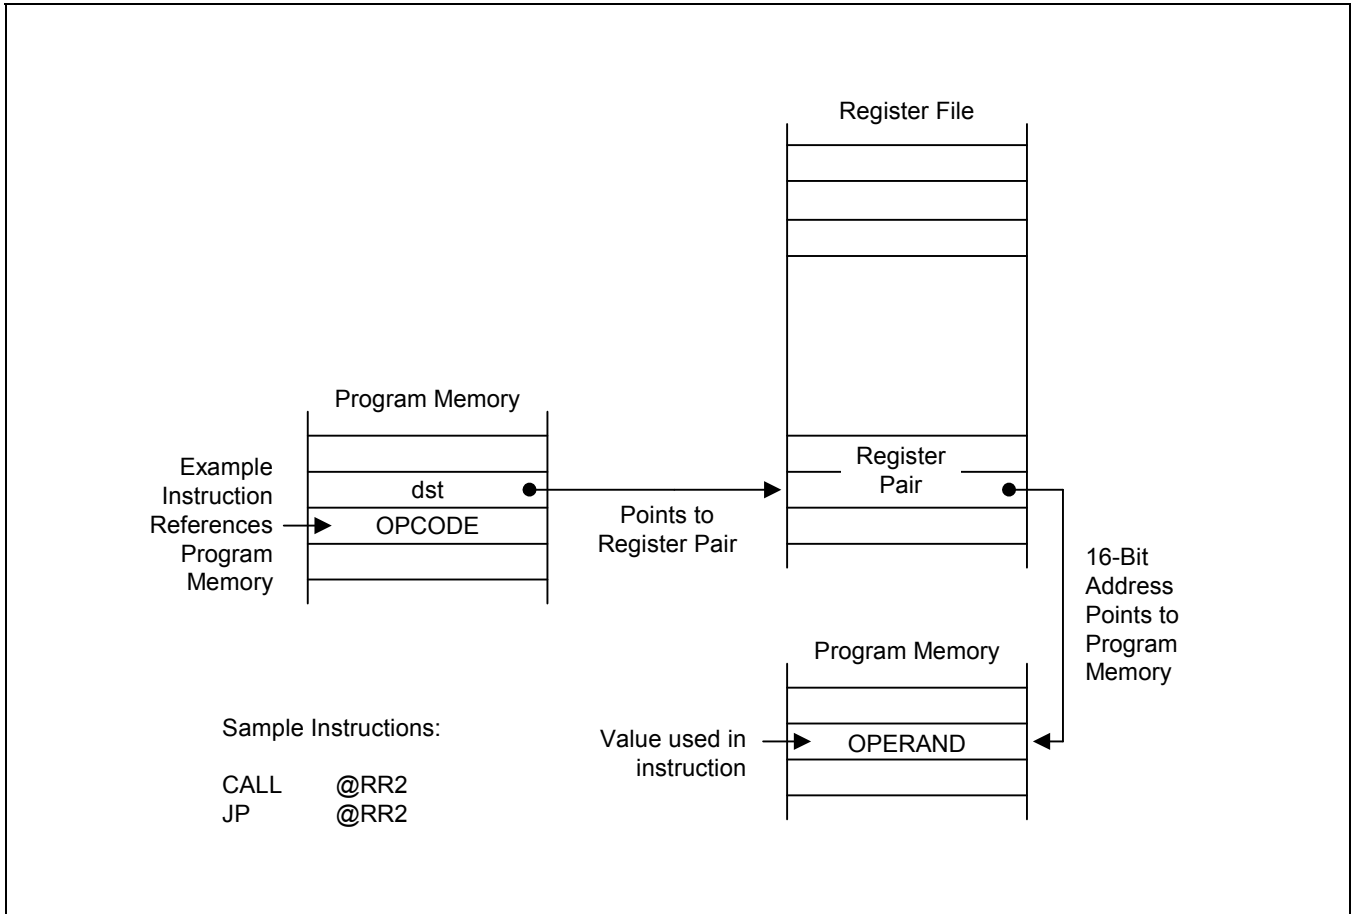 Register File
Program Memory
Example
Instruction
References
Program
Memory
dst
OPCODE
Points to
Register Pair
Register
Pair
16-Bit
Address
Points to
Program
Memory
Program Memory
Value used in
instruction
OPERAND
Sample Instructions:
CALL @RR2
JP @RR2